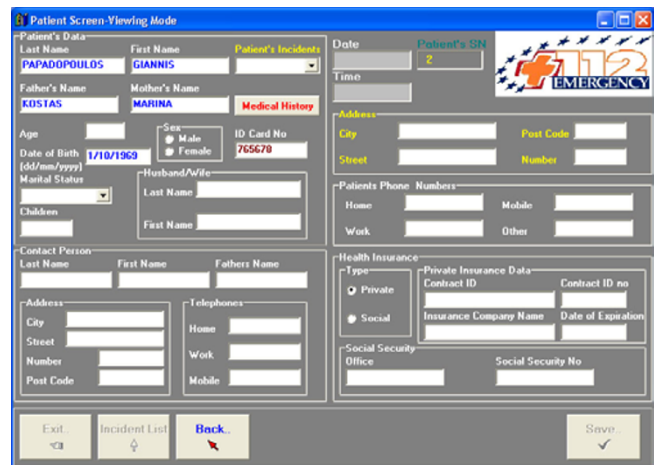 Patient Screen-Viewing Mode
Patient's Data
Last Name First Name Patient's Incidents
PAPADOPOULOS GIANNIS
Father's Name Mother's Name
KOSTAS MARINA Medical History
Age Sex Male Female ID Card No
Date of Birth 1/10/1969 765678
(dd/mm/yyyy)
Marital Status
Children
Husband/Wife
Last Name
First Name
Contact Person
Last Name First Name Fathers Name
Address
City
Street
Number
Post Code
Telephones
Home
Work
Mobile
Date Patient's SN
2
Time
112
EMERGENCY
Address
City Post Code
Street Number
Patients Phone Numbers
Home Mobile
Work Other
Health Insurance
Type
Private
Social
Private Insurance Data
Contract ID Contract ID no
Insurance Company Name Date of Expiration
Social Security
Office Social Security No
Exit.. Incident List Back.. Save..